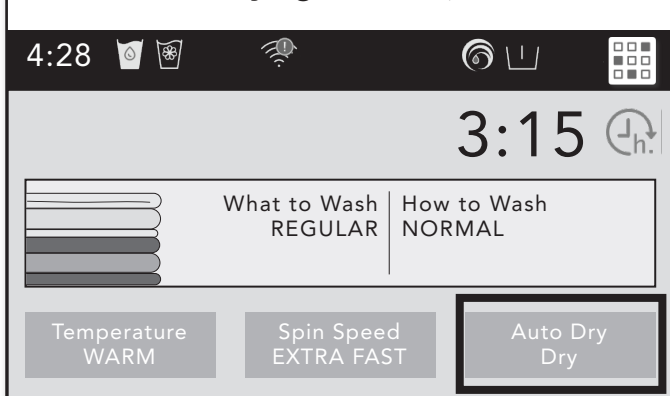 4:28
3:15 h.
What to Wash
REGULAR
How to Wash
NORMAL
Temperature
WARM
Spin Speed
EXTRA FAST
Auto Dry
Dry